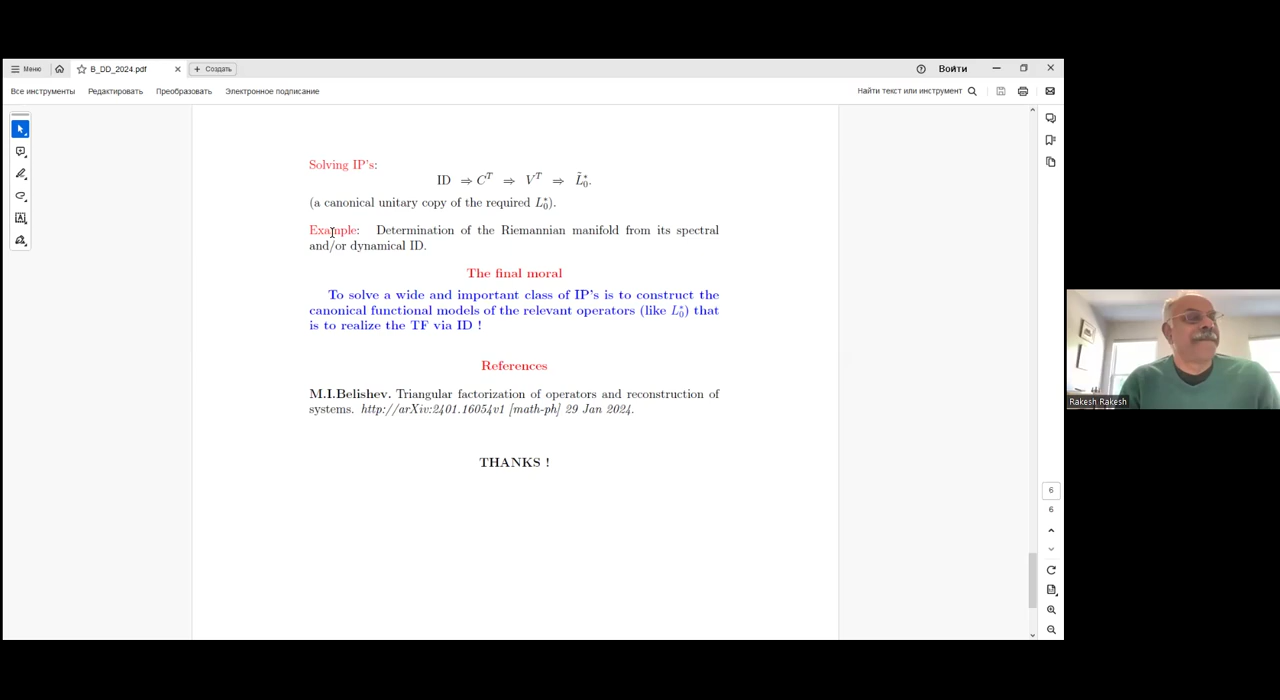 Меню
B_DD_2024.pdf
Создать
Войти
Все инструменты Редактировать Преобразовать Электронное подписание
Найти текст или инструмент
Solving IP's:
ID ⇒ C^T ⇒ V^T ⇒ L̃_0^*.
(a canonical unitary copy of the required L_0^*).
Example: Determination of the Riemannian manifold from its spectral
and/or dynamical ID.
The final moral
To solve a wide and important class of IP's is to construct the
canonical functional models of the relevant operators (like L_0^*) that
is to realize the TF via ID !
References
M.I.Belishev. Triangular factorization of operators and reconstruction of
systems. http://arXiv:2401.16054v1 [math-ph] 29 Jan 2024.
THANKS !
6
6
Rakesh Rakesh